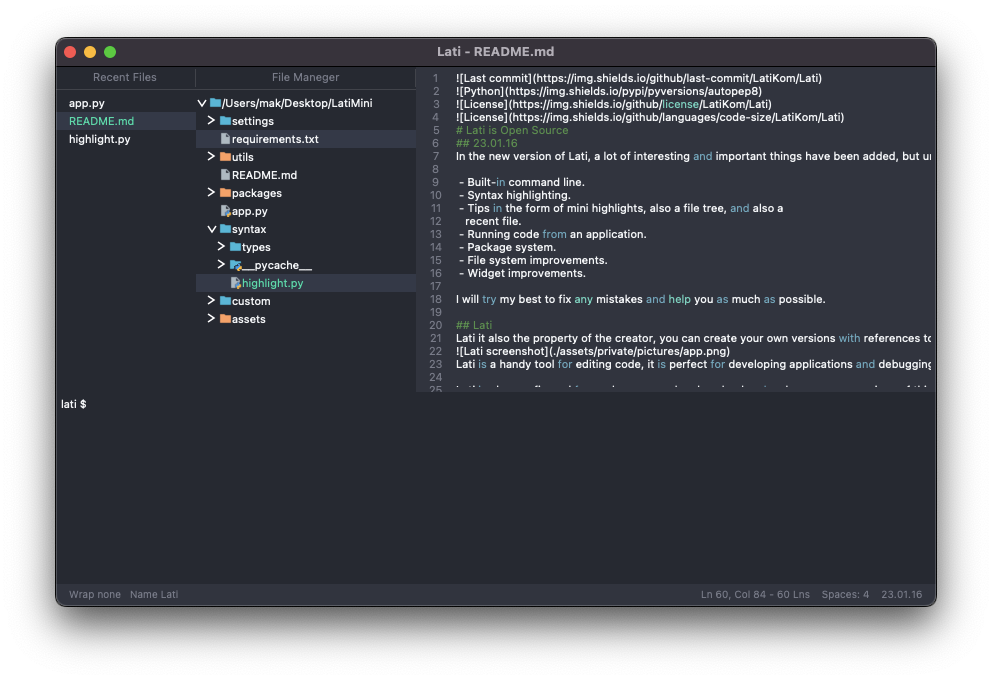 Lati - README.md
Recent Files
app.py
README.md
highlight.py
File Maneger
/Users/mak/Desktop/LatiMini
settings
requirements.txt
utils
README.md
packages
app.py
syntax
types
__pycache__
highlight.py
custom
assets
1 ![Last commit](https://img.shields.io/github/last-commit/LatiKom/Lati)
2 ![Python](https://img.shields.io/pypi/pyversions/autopep8)
3 ![License](https://img.shields.io/github/license/LatiKom/Lati)
4 ![License](https://img.shields.io/github/languages/code-size/LatiKom/Lati)
5 # Lati is Open Source
6 ## 23.01.16
7 In the new version of Lati, a lot of interesting and important things have been added, but
8
9 - Built-in command line.
10 - Syntax highlighting.
11 - Tips in the form of mini highlights, also a file tree, and also a
12 recent file.
13 - Running code from an application.
14 - Package system.
15 - File system improvements.
16 - Widget improvements.
17
18 I will try my best to fix any mistakes and help you as much as possible.
19
20 ## Lati
21 Lati it also the property of the creator, you can create your own versions with references to
22 ![Lati screenshot](./assets/private/pictures/app.png)
23 Lati is a handy tool for editing code, it is perfect for developing applications and debugging
24
25
lati $
Wrap none Name Lati
Ln 60, Col 84 - 60 Lns Spaces: 4 23.01.16